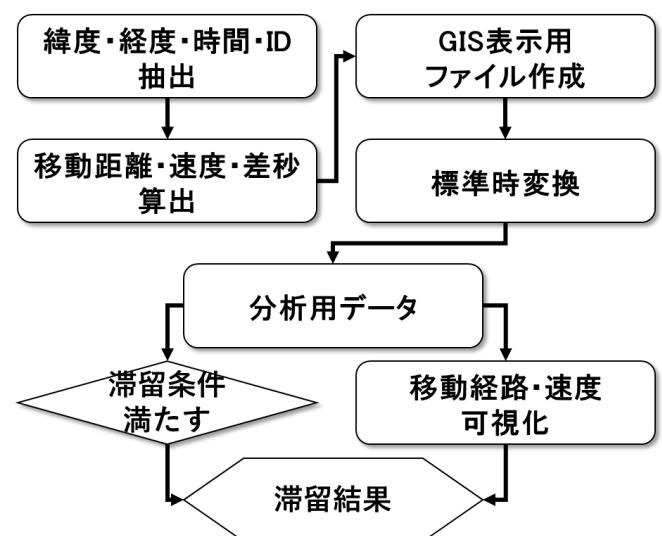 緯度・経度・時間・ID
抽出
移動距離・速度・差秒
算出
GIS表示用
ファイル作成
標準時変換
分析用データ
滞留条件
満たす
移動経路・速度
可視化
滞留結果